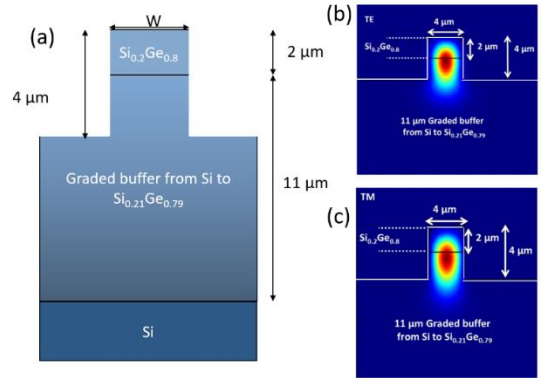 (a)
W
Si0.2Ge0.8
2 μm
4 μm
11 μm
Graded buffer from Si to
Si0.21Ge0.79
Si
(b)
TE
4 μm
Si0.2Ge0.8
2 μm
4 μm
11 μm Graded buffer
from Si to Si0.21Ge0.79
(c)
TM
4 μm
Si0.2Ge0.8
2 μm
4 μm
11 μm Graded buffer
from Si to Si0.21Ge0.79